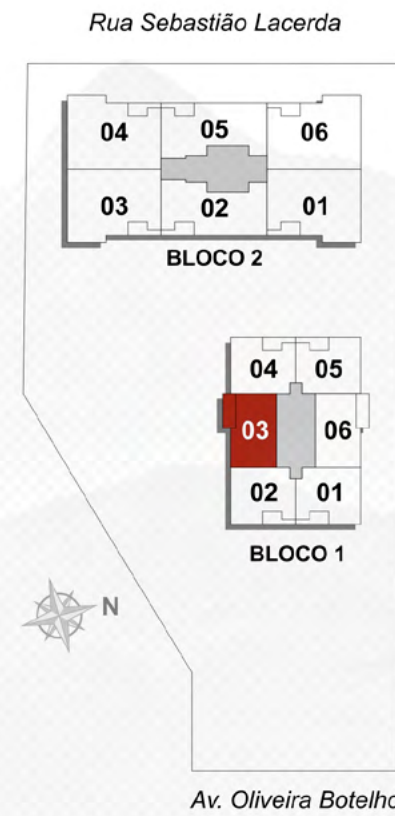 Rua Sebastião Lacerda
04 05 06
03 02 01
BLOCO 2
04 05
03 06
02 01
BLOCO 1
N
Av. Oliveira Botelho